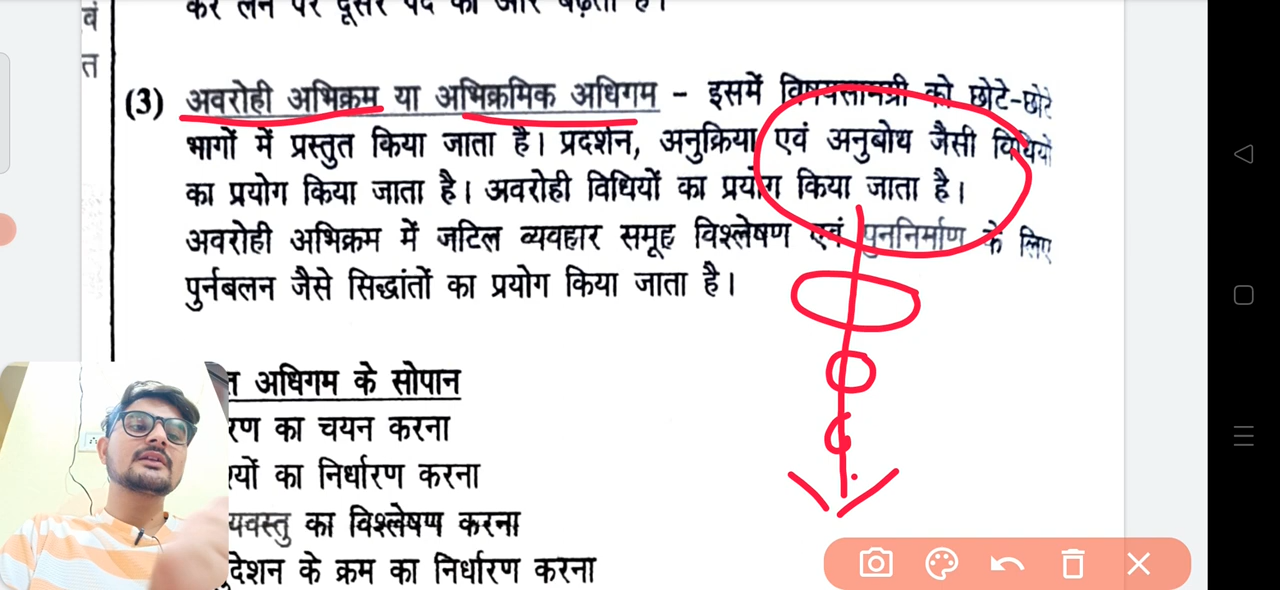 कर लेने पर दूसरे पद की ओर बढ़ता है।
वं
त
(3) अवरोही अभिक्रम या अभिक्रमिक अधिगम – इसमें विषयसामग्री को छोटे-छोटे
भागों में प्रस्तुत किया जाता है। प्रदर्शन, अनुक्रिया एवं अनुबोध जैसी विधियों
का प्रयोग किया जाता है। अवरोही विधियों का प्रयोग किया जाता है।
अवरोही अभिक्रम में जटिल व्यवहार समूह विश्लेषण एवं पुननिर्माण के लिए
पुर्नबलन जैसे सिद्धांतों का प्रयोग किया जाता है।
त अधिगम के सोपान
रण का चयन करना
यों का निर्धारण करना
यवस्तु का विश्लेषण करना
देशन के क्रम का निर्धारण करना